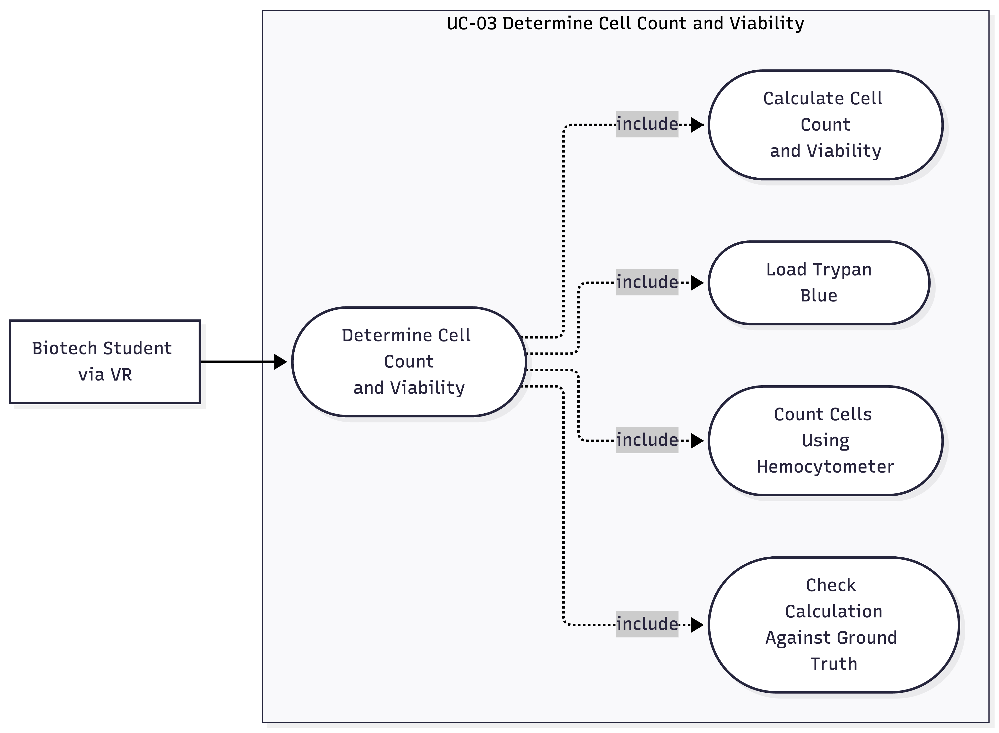 UC-03 Determine Cell Count and Viability
Biotech Student
via VR
Determine Cell
Count
and Viability
include
Calculate Cell
Count
and Viability
include
Load Trypan
Blue
include
Count Cells
Using
Hemocytometer
include
Check
Calculation
Against Ground
Truth